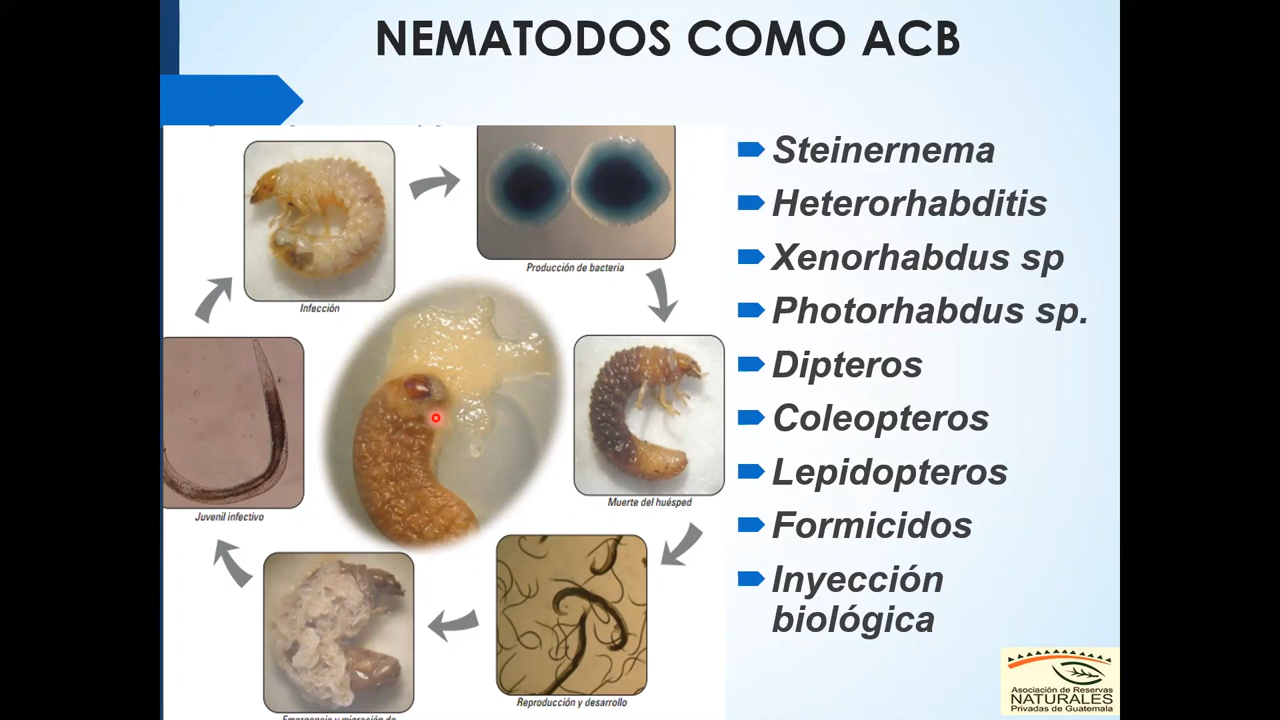 NEMATODOS COMO ACB
Infección
Producción de bacteria
Muerte del huésped
Reproducción y desarrollo
Juvenil infectivo
Steinernema
Heterorhabditis
Xenorhabdus sp
Photorhabdus sp.
Dipteros
Coleopteros
Lepidopteros
Formicidos
Inyección
biológica
Asociación de Reservas
NATURALES
Privadas de Guatemala